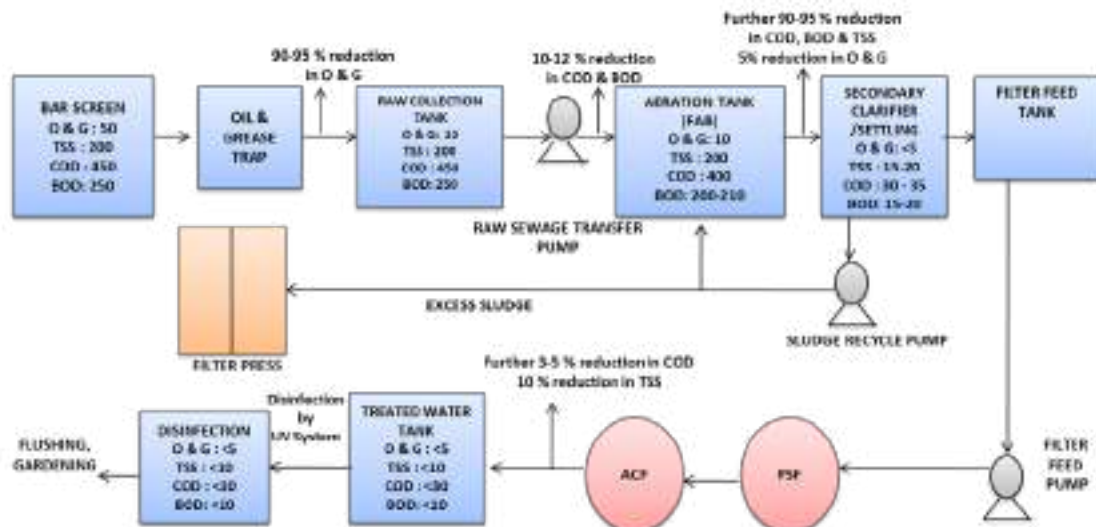 Further 90-95 % reduction
in COD, BOD & TSS
5% reduction in O & G
90-95 % reduction
in O & G
10-12 % reduction
in COD & BOD
BAR SCREEN
O & G : 50
TSS : 200
COD : 450
BOD: 250
OIL &
GREASE
TRAP
RAW COLLECTION
TANK
O & G: 10
TSS : 200
COD : 450
BOD: 250
AERATION TANK
(FAB)
O & G: 10
TSS : 200
COD : 400
BOD: 200-210
SECONDARY
CLARIFIER
/SETTLING
O & G: <5
TSS - 15-20
COD : 30 - 35
BOD: 15-20
FILTER FEED
TANK
RAW SEWAGE TRANSFER
PUMP
EXCESS SLUDGE
SLUDGE RECYCLE PUMP
FILTER PRESS
Further 3-5 % reduction in COD
10 % reduction in TSS
Disinfection
by
UV System
TREATED WATER
TANK
O & G : <5
TSS : <10
COD : <30
BOD: <10
DISINFECTION
O & G : <5
TSS : <10
COD : <30
BOD: <10
FLUSHING,
GARDENING
ACF
PSF
FILTER
FEED
PUMP